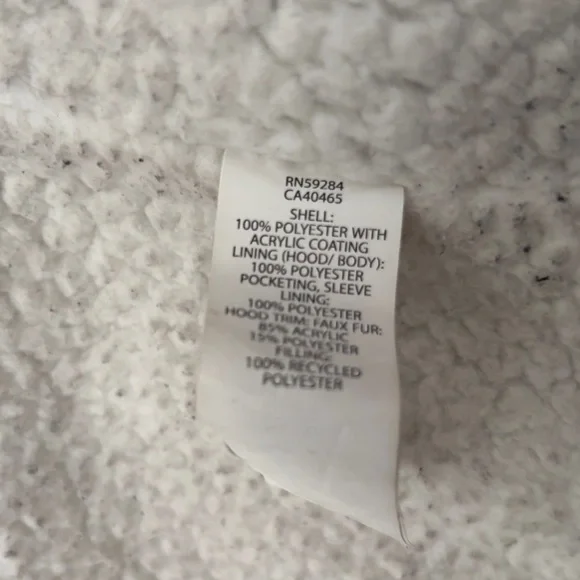 RN59284
CA40465
SHELL:
100% POLYESTER WITH
ACRYLIC COATING
LINING (HOOD/ BODY):
100% POLYESTER
POCKETING, SLEEVE
LINING:
100% POLYESTER
HOOD TRIM: FAUX FUR:
85% ACRYLIC
15% POLYESTER
FILLING:
100% RECYCLED
POLYESTER